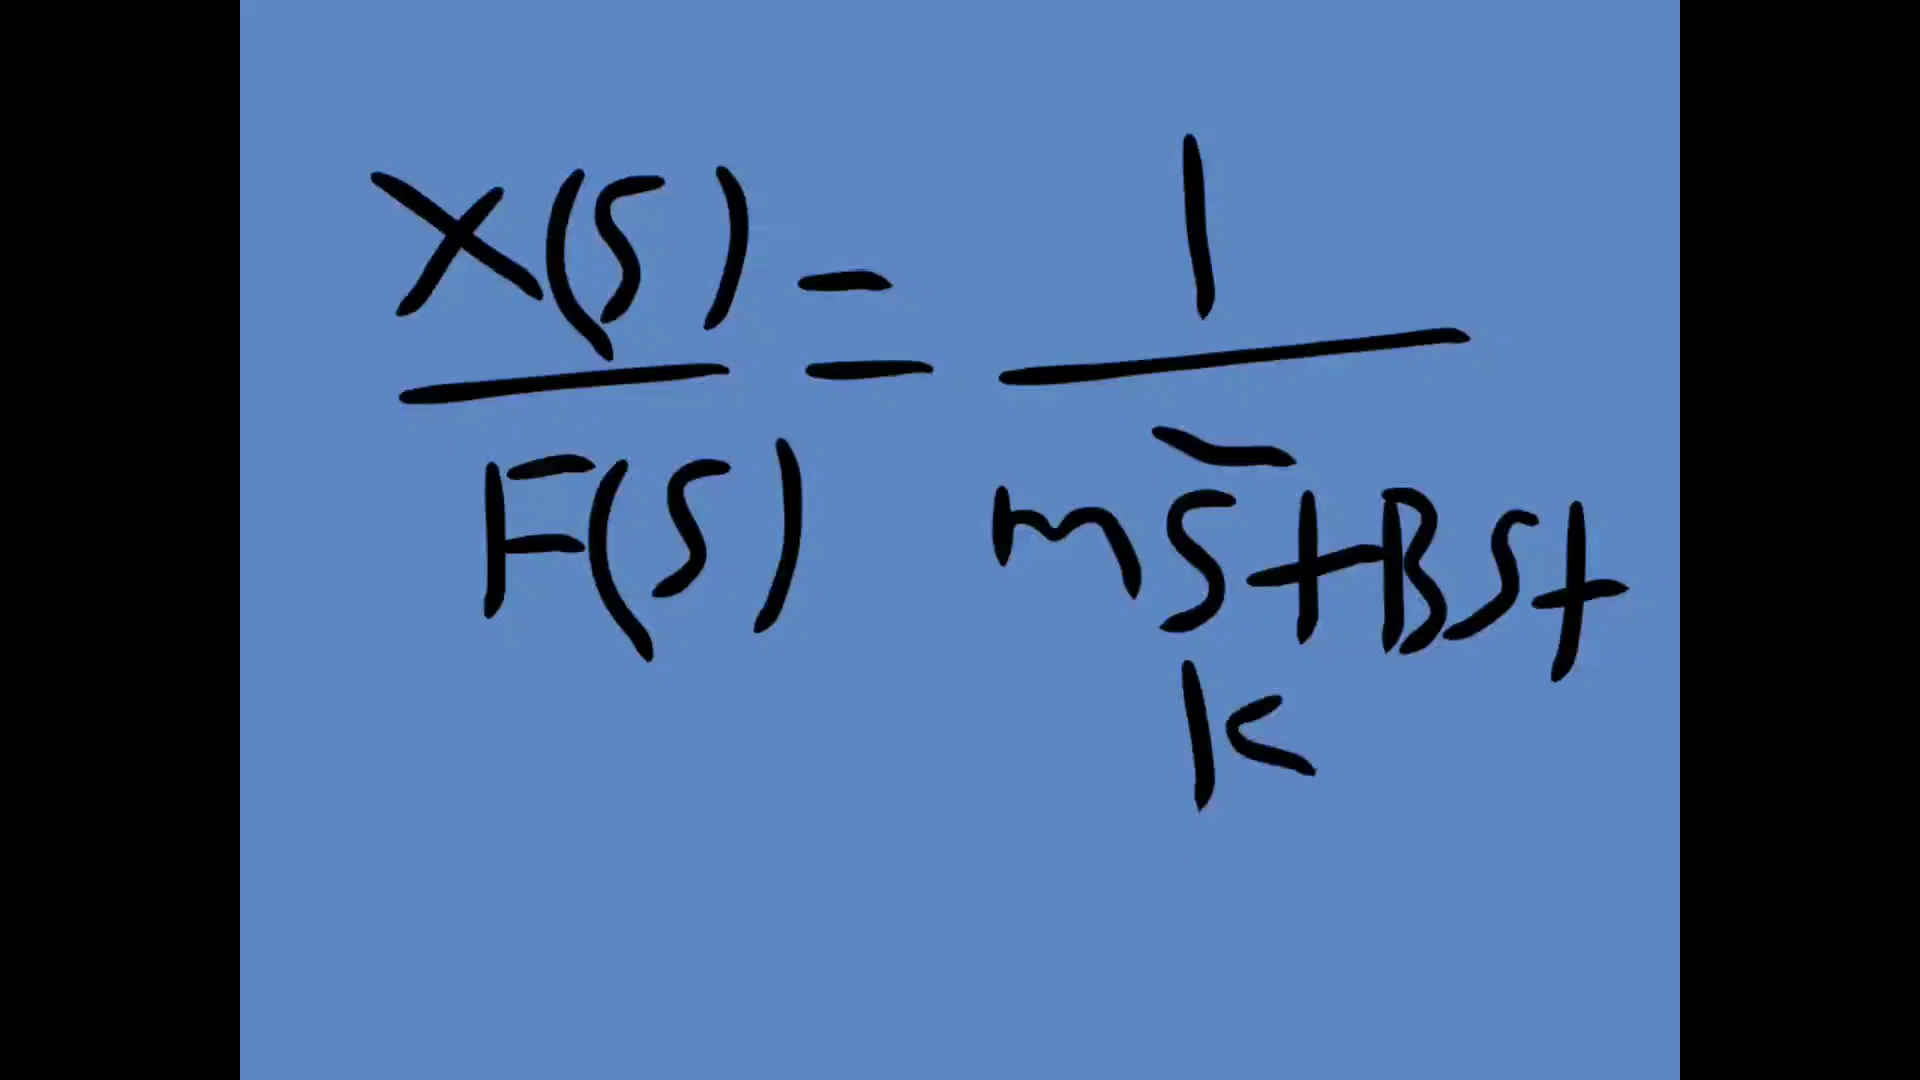 X(S) = 1
F(S) mS̄+BS+
K